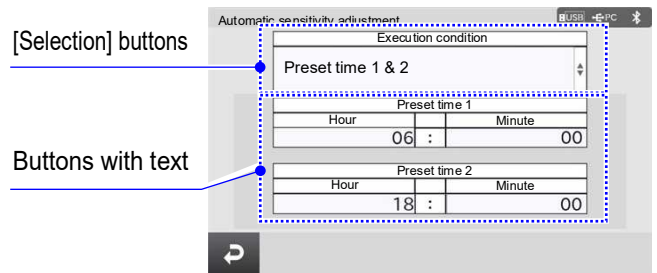 Automatic sensitivity adjustment
USB PC
[Selection] buttons
Execution condition
Preset time 1 & 2
Preset time 1
Hour Minute
06 : 00
Buttons with text
Preset time 2
Hour Minute
18 : 00